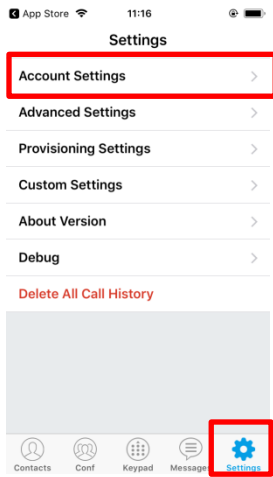 App Store 11:16
Settings
Account Settings
Advanced Settings
Provisioning Settings
Custom Settings
About Version
Debug
Delete All Call History
Contacts Conf Keypad Messages Settings